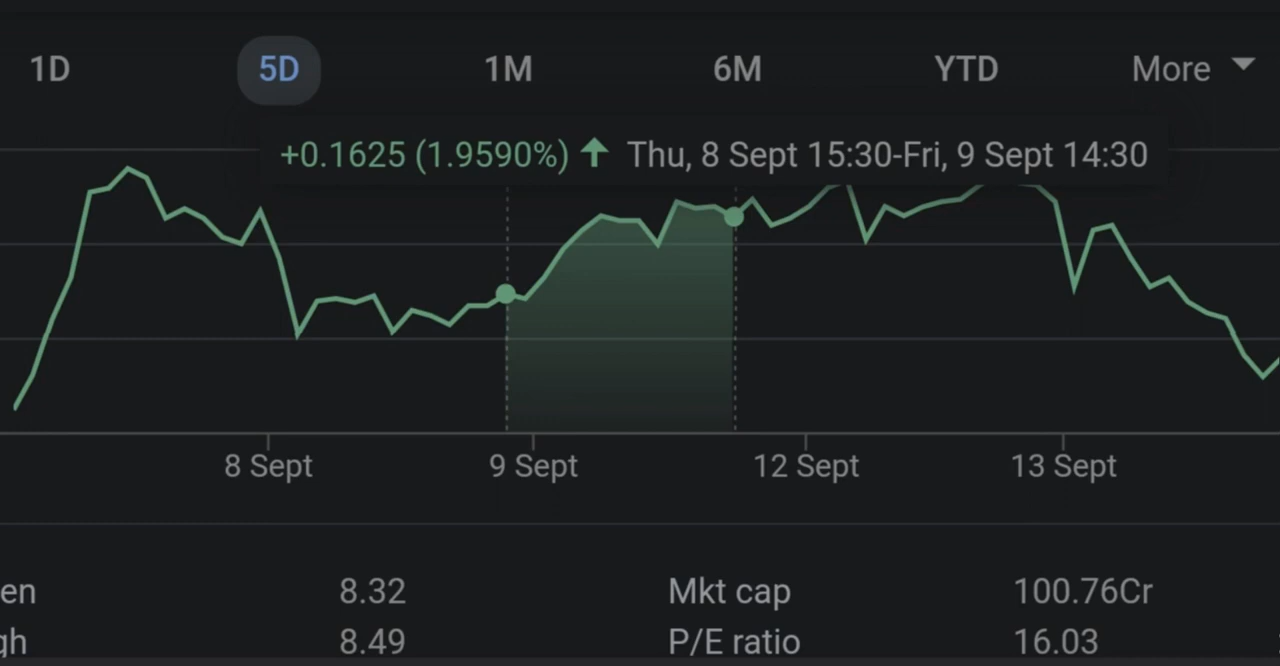 1D 5D 1M 6M YTD More
+0.1625 (1.9590%) Thu, 8 Sept 15:30-Fri, 9 Sept 14:30
8 Sept 9 Sept 12 Sept 13 Sept
en 8.32 Mkt cap 100.76Cr
gh 8.49 P/E ratio 16.03